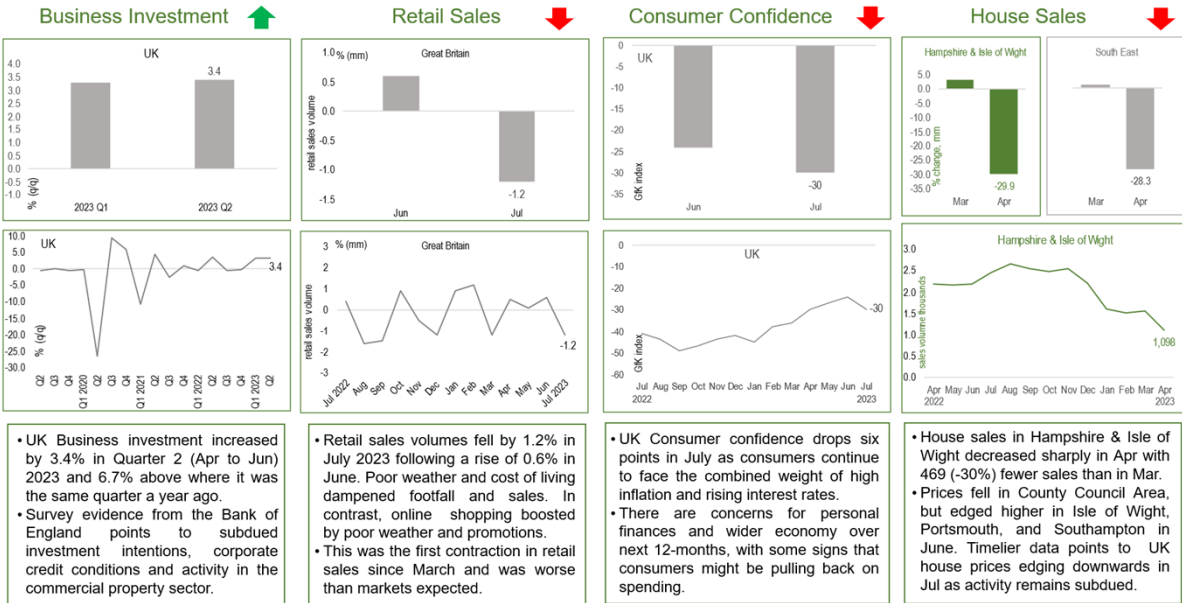 Business Investment
Retail Sales
Consumer Confidence
House Sales
UK
4.0
3.5
3.0
2.5
2.0
1.5
1.0
0.5
0.0
-0.5
-1.0
% (q/q)
3.4
2023 Q1
2023 Q2
% (mm)
Great Britain
1.0
0.5
0.0
-0.5
-1.0
-1.5
retail sales volume
-1.2
Jun
Jul
UK
0
-5
-10
-15
-20
-25
-30
-35
GfK index
-30
Jun
Jul
Hampshire & Isle of Wight
5.0
0.0
-5.0
-10.0
-15.0
-20.0
-25.0
-30.0
-35.0
% change, mm
-29.9
Mar
Apr
South East
-28.3
Mar
Apr
UK
10.0
5.0
0.0
-5.0
-10.0
-15.0
-20.0
-25.0
-30.0
% (q/q)
3.4
Q2
Q3
Q4
Q1 2020
Q2
Q3
Q4
Q1 2021
Q2
Q3
Q4
Q1 2022
Q2
Q3
Q4
Q1 2023
Q2
% (mm)
Great Britain
3
2
1
0
-1
-2
-3
retail sales volume
-1.2
Jul 2022
Aug
Sep
Oct
Nov
Dec
Jan
Feb
Mar
Apr
May
Jun
Jul 2023
UK
0
-10
-20
-30
-40
-50
-60
GfK index
-30
Jul Aug Sep Oct Nov Dec Jan Feb Mar Apr May Jun Jul
2022 2023
Hampshire & Isle of Wight
3.0
2.5
2.0
1.5
1.0
0.5
0.0
sales volumme thousands
1,098
Apr May Jun Jul Aug Sep Oct Nov Dec Jan Feb Mar Apr
2022 2023
• UK Business investment increased
by 3.4% in Quarter 2 (Apr to Jun)
2023 and 6.7% above where it was
the same quarter a year ago.
• Survey evidence from the Bank of
England points to subdued
investment intentions, corporate
credit conditions and activity in the
commercial property sector.
• Retail sales volumes fell by 1.2% in
July 2023 following a rise of 0.6% in
June. Poor weather and cost of living
dampened footfall and sales. In
contrast, online shopping boosted
by poor weather and promotions.
• This was the first contraction in retail
sales since March and was worse
than markets expected.
• UK Consumer confidence drops six
points in July as consumers continue
to face the combined weight of high
inflation and rising interest rates.
• There are concerns for personal
finances and wider economy over
next 12-months, with some signs that
consumers might be pulling back on
spending.
• House sales in Hampshire & Isle of
Wight decreased sharply in Apr with
469 (-30%) fewer sales than in Mar.
• Prices fell in County Council Area,
but edged higher in Isle of Wight,
Portsmouth, and Southampton in
June. Timelier data points to UK
house prices edging downwards in
Jul as activity remains subdued.